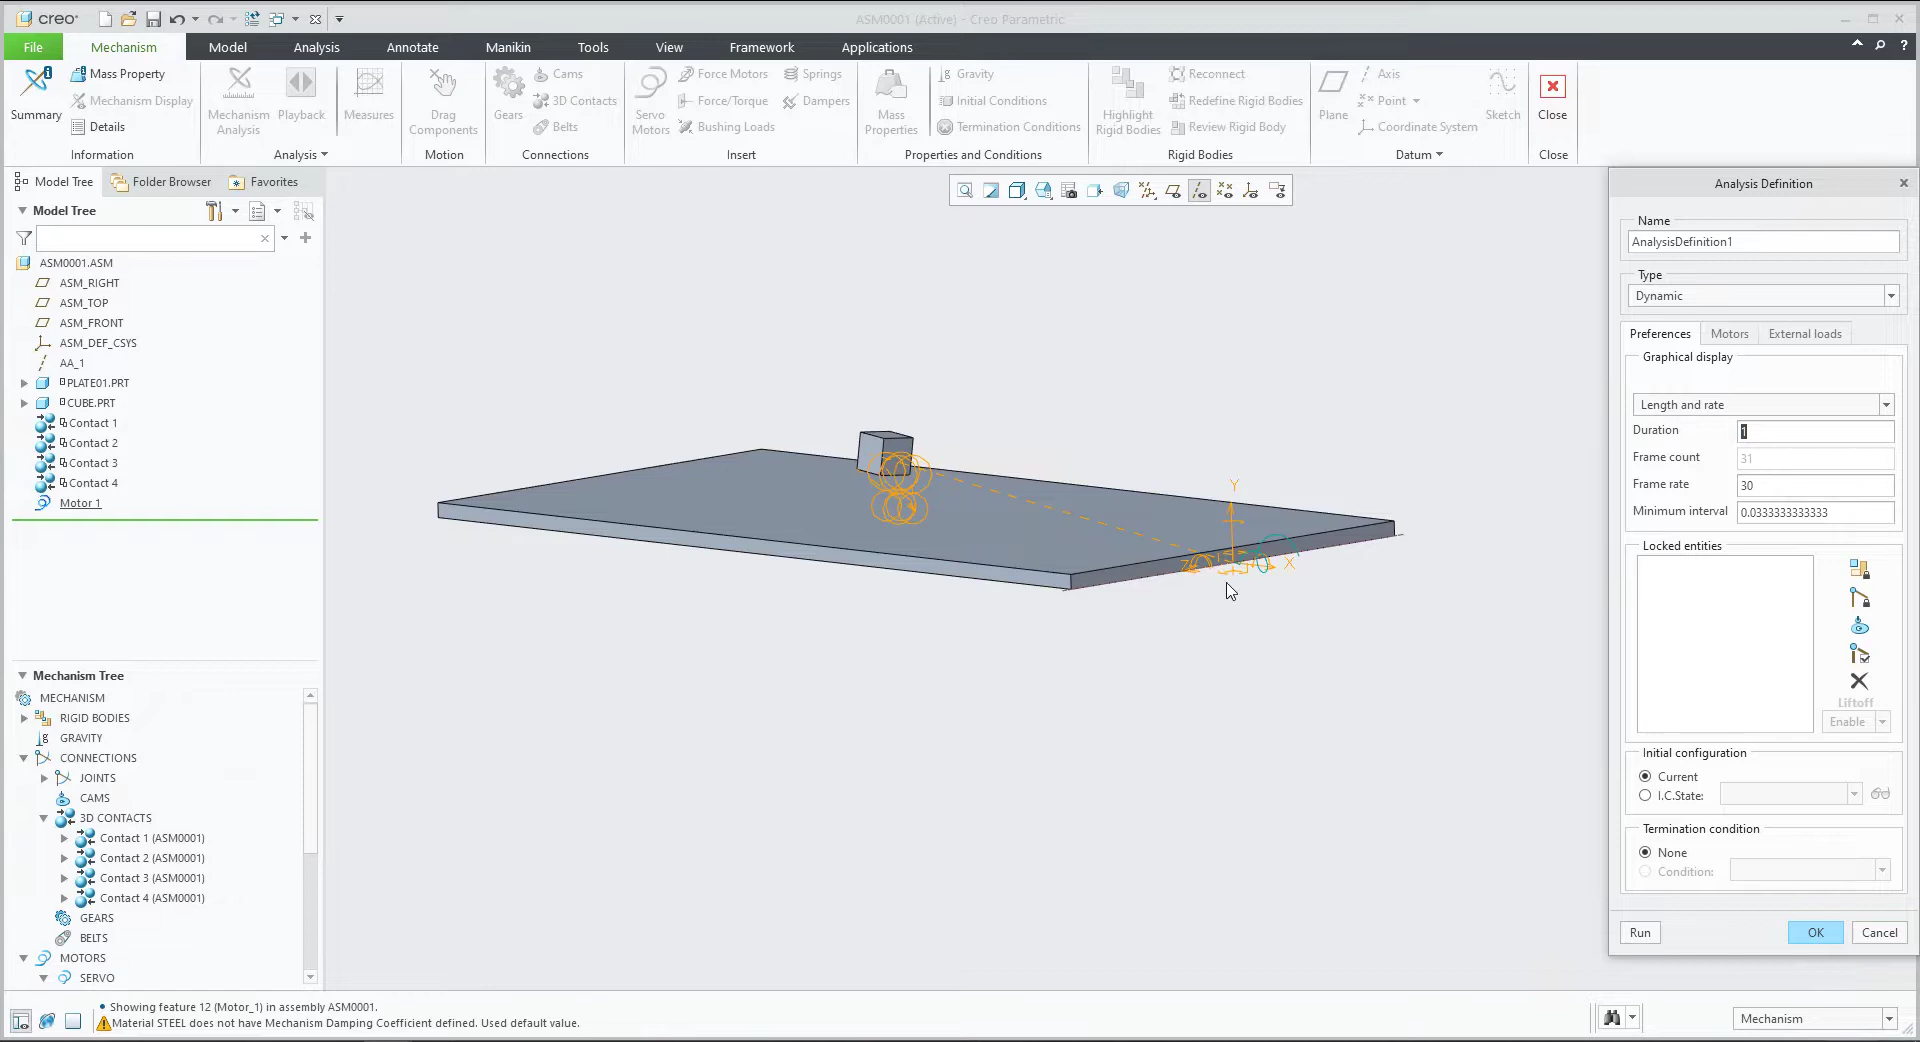 creo
ASM0001 (Active) - Creo Parametric
File
Mechanism
Model
Analysis
Annotate
Manikin
Tools
View
Framework
Applications
Summary
Mass Property
Mechanism Display
Details
Information
Mechanism
Analysis
Playback
Measures
Analysis
Drag
Components
Motion
Gears
Cams
3D Contacts
Belts
Connections
Servo
Motors
Force Motors
Force/Torque
Bushing Loads
Springs
Dampers
Insert
Mass
Properties
Gravity
Initial Conditions
Termination Conditions
Properties and Conditions
Highlight
Rigid Bodies
Reconnect
Redefine Rigid Bodies
Review Rigid Body
Rigid Bodies
Plane
Axis
Point
Coordinate System
Sketch
Datum
Close
Close
Model Tree
Folder Browser
Favorites
Model Tree
ASM0001.ASM
ASM_RIGHT
ASM_TOP
ASM_FRONT
ASM_DEF_CSYS
AA_1
PLATE01.PRT
CUBE.PRT
Contact 1
Contact 2
Contact 3
Contact 4
Motor 1
Mechanism Tree
MECHANISM
RIGID BODIES
GRAVITY
CONNECTIONS
JOINTS
CAMS
3D CONTACTS
Contact 1 (ASM0001)
Contact 2 (ASM0001)
Contact 3 (ASM0001)
Contact 4 (ASM0001)
GEARS
BELTS
MOTORS
SERVO
Y
Z
X
Analysis Definition
Name
AnalysisDefinition1
Type
Dynamic
Preferences
Motors
External loads
Graphical display
Length and rate
Duration
1
Frame count
31
Frame rate
30
Minimum interval
0.0333333333333
Locked entities
Liftoff
Enable
Initial configuration
Current
I.C.State:
Termination condition
None
Condition:
Run
OK
Cancel
Showing feature 12 (Motor_1) in assembly ASM0001.
Material STEEL does not have Mechanism Damping Coefficient defined. Used default value.
Mechanism